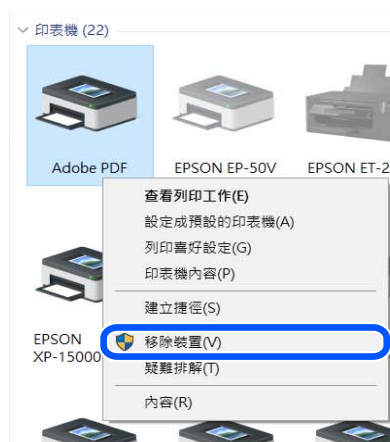 印表機 (22)
Adobe PDF
EPSON EP-50V
EPSON ET-2
查看列印工作(E)
設定成預設的印表機(A)
列印喜好設定(G)
印表機內容(P)
建立捷徑(S)
EPSON
XP-15000
移除裝置(V)
疑難排解(T)
內容(R)